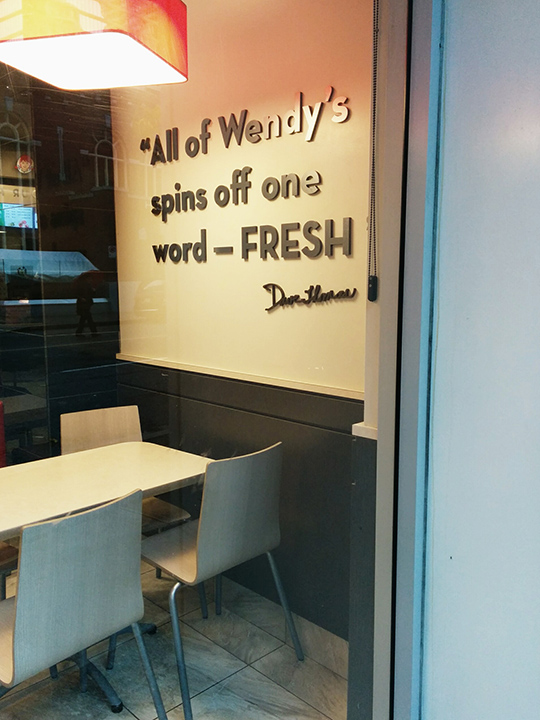 “All of Wendy’s
spins off one
word – FRESH
Dave Thomas